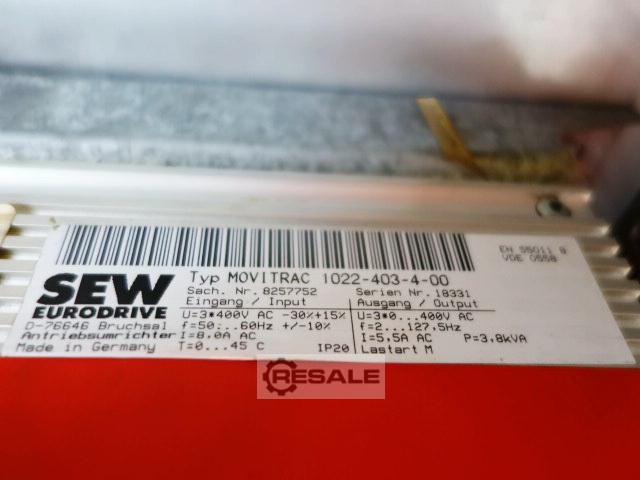 SEW
EURODRIVE
D-76646 Bruchsal
Antriebsumrichter
Made in Germany
Typ MOVITRAC 1022-403-4-00
Sach. Nr. 8257752
Serien Nr. 18331
Eingang / Input
U=3*400V AC -30%+15%
f=50...60Hz +/-10%
I=8.0A AC
T=0...45 C
IP20
Ausgang / Output
U=3*0...400V AC
f=2...127.5Hz
I=5.5A AC P=3.8kVA
Lastart M
EN 55011 B
VDE 0558
RESALE